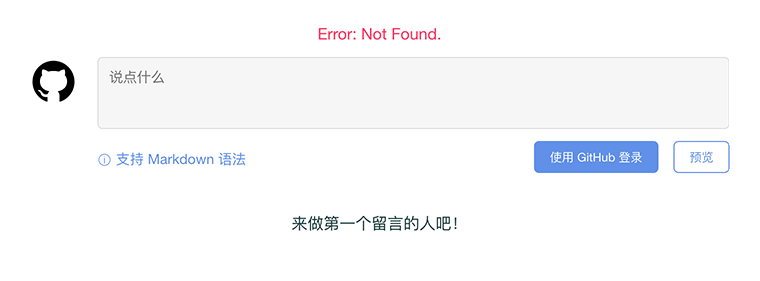 Error: Not Found.
说点什么
支持 Markdown 语法
使用 GitHub 登录
预览
来做第一个留言的人吧！